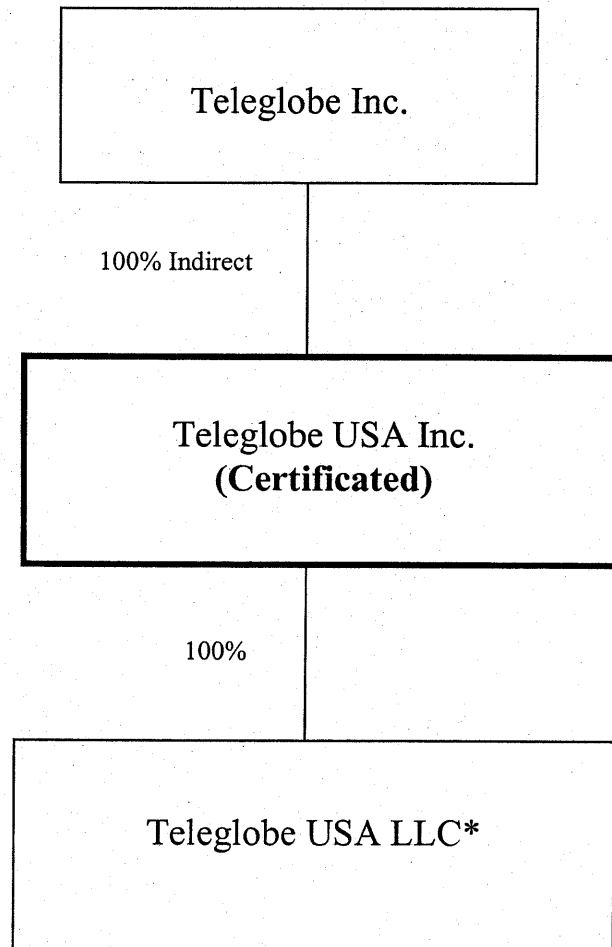 Teleglobe Inc.
100% Indirect
Teleglobe USA Inc.
(Certificated)
100%
Teleglobe USA LLC*